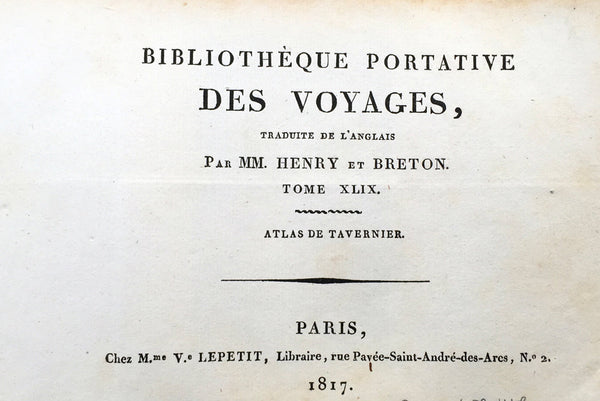 BIBLIOTHÈQUE PORTATIVE
DES VOYAGES,
TRADUITE DE L'ANGLAIS
PAR MM. HENRY ET BRETON.
TOME XLIX.
ATLAS DE TAVERNIER.
PARIS,
Chez M.me V.e LEPETIT, Libraire, rue Pavée-Saint-André-des-Arcs, N.o 2.
1817.